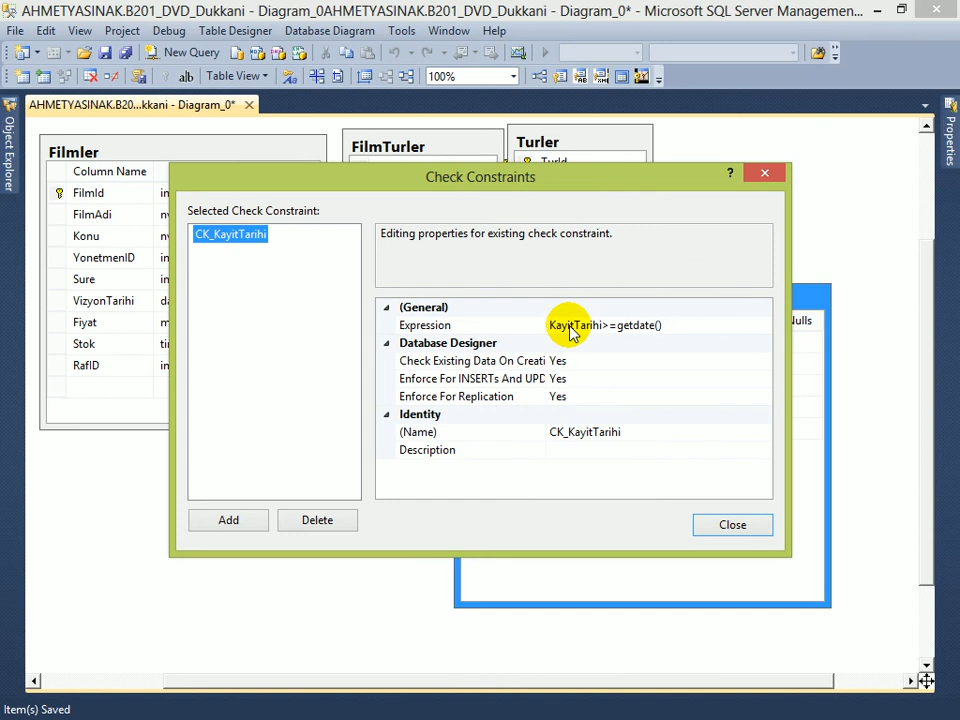 AHMETYASINAK.B201_DVD_Dukkani - Diagram_0AHMETYASINAK.B201_DVD_Dukkani - Diagram_0* - Microsoft SQL Server Managemen...
File Edit View Project Debug Table Designer Database Diagram Tools Window Help
New Query
Table View 100%
AHMETYASINAK.B20...kkani - Diagram_0*
Object Explorer
Properties
Filmler
Column Name
FilmId
FilmAdi
Konu
YonetmenID
Sure
VizyonTarihi
Fiyat
Stok
RafID
FilmTurler
Turler
TurId
Check Constraints
Selected Check Constraint:
CK_KayitTarihi
Add Delete
Editing properties for existing check constraint.
(General)
Expression KayitTarihi>=getdate()
Database Designer
Check Existing Data On Creati Yes
Enforce For INSERTs And UPD Yes
Enforce For Replication Yes
Identity
(Name) CK_KayitTarihi
Description
Close
Nulls
Item(s) Saved